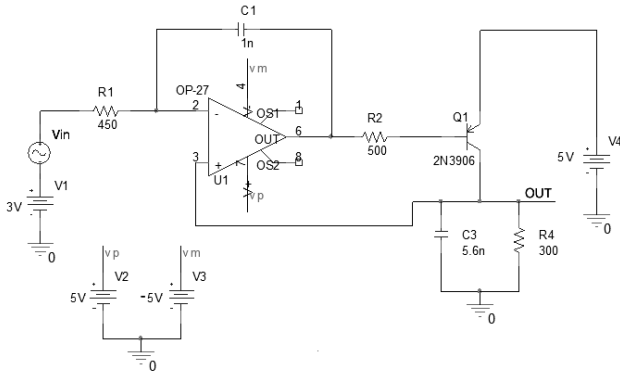 C1
1n
vm
4
R1
450
OP-27
2
-
OS1
1
OUT
6
R2
500
Q1
2N3906
V4
5V
0
Vin
V1
3V
0
3
+
7
OS2
8
U1
vp
OUT
C3
5.6n
R4
300
0
vp
V2
5V
vm
V3
-5V
0